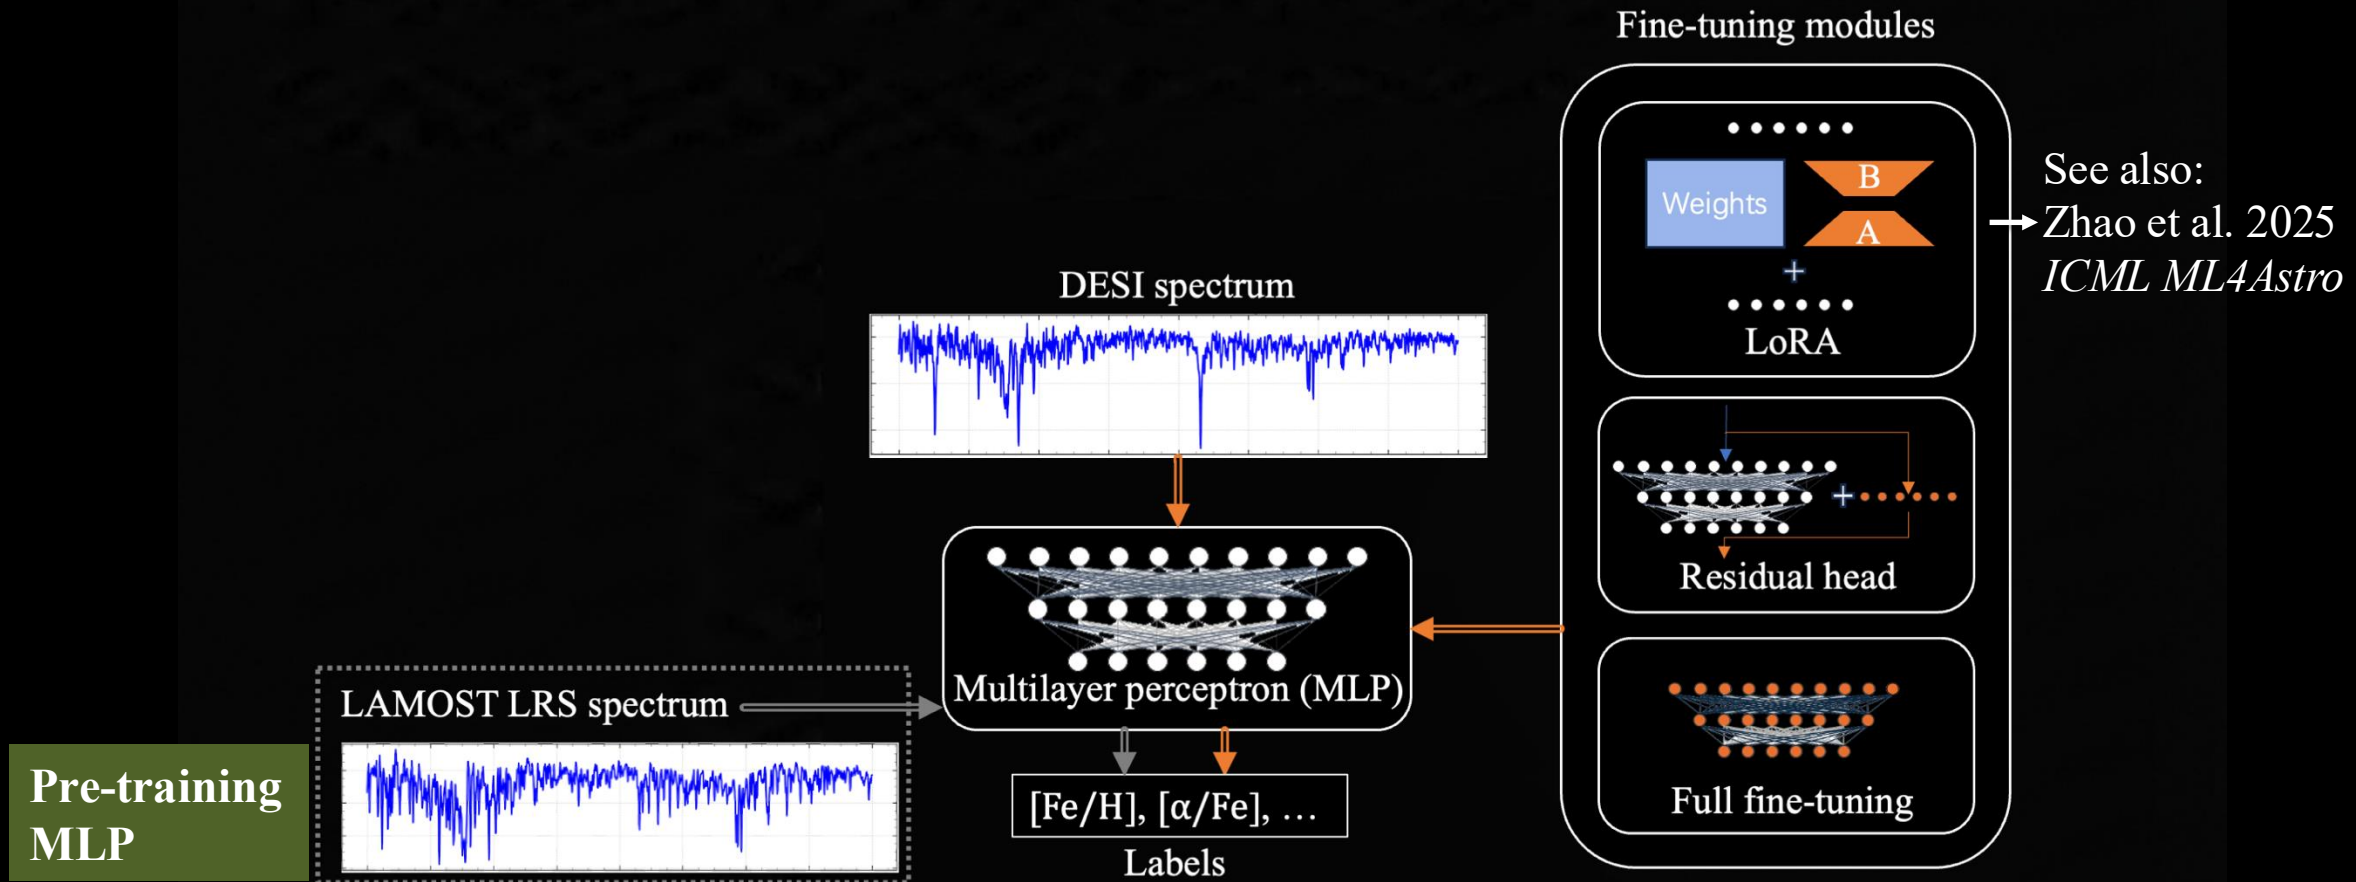 Fine-tuning modules
Weights
B
A
+
LoRA
See also:
Zhao et al. 2025
ICML ML4Astro
DESI spectrum
+
Residual head
Multilayer perceptron (MLP)
LAMOST LRS spectrum
Pre-training
MLP
[Fe/H], [α/Fe], …
Labels
Full fine-tuning